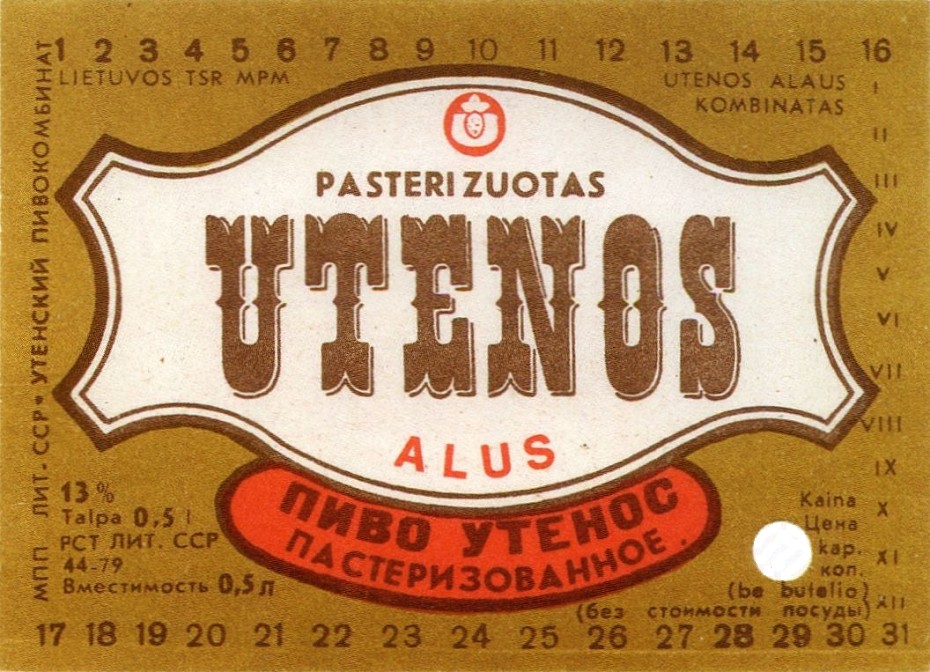 1 2 3 4 5 6 7 8 9 10 11 12 13 14 15 16
LIETUVOS TSR MPM
UTENOS ALAUS
KOMBINATAS
I
II
III
IV
V
VI
VII
VIII
IX
X
XI
XII
МПП ЛИТ. ССР * УТЕНСКИЙ ПИВОКОМБИНАТ
PASTERIZUOTAS
UTENOS
ALUS
ПИВО УТЕНОС
ПАСТЕРИЗОВАННОЕ.
13%
Talpa 0,5 l
РСТ ЛИТ. ССР
44-79
Вместимость 0,5 л
Kaina
Цена
kap.
коп.
(be butelio)
(без стоимости посуды)
17 18 19 20 21 22 23 24 25 26 27 28 29 30 31